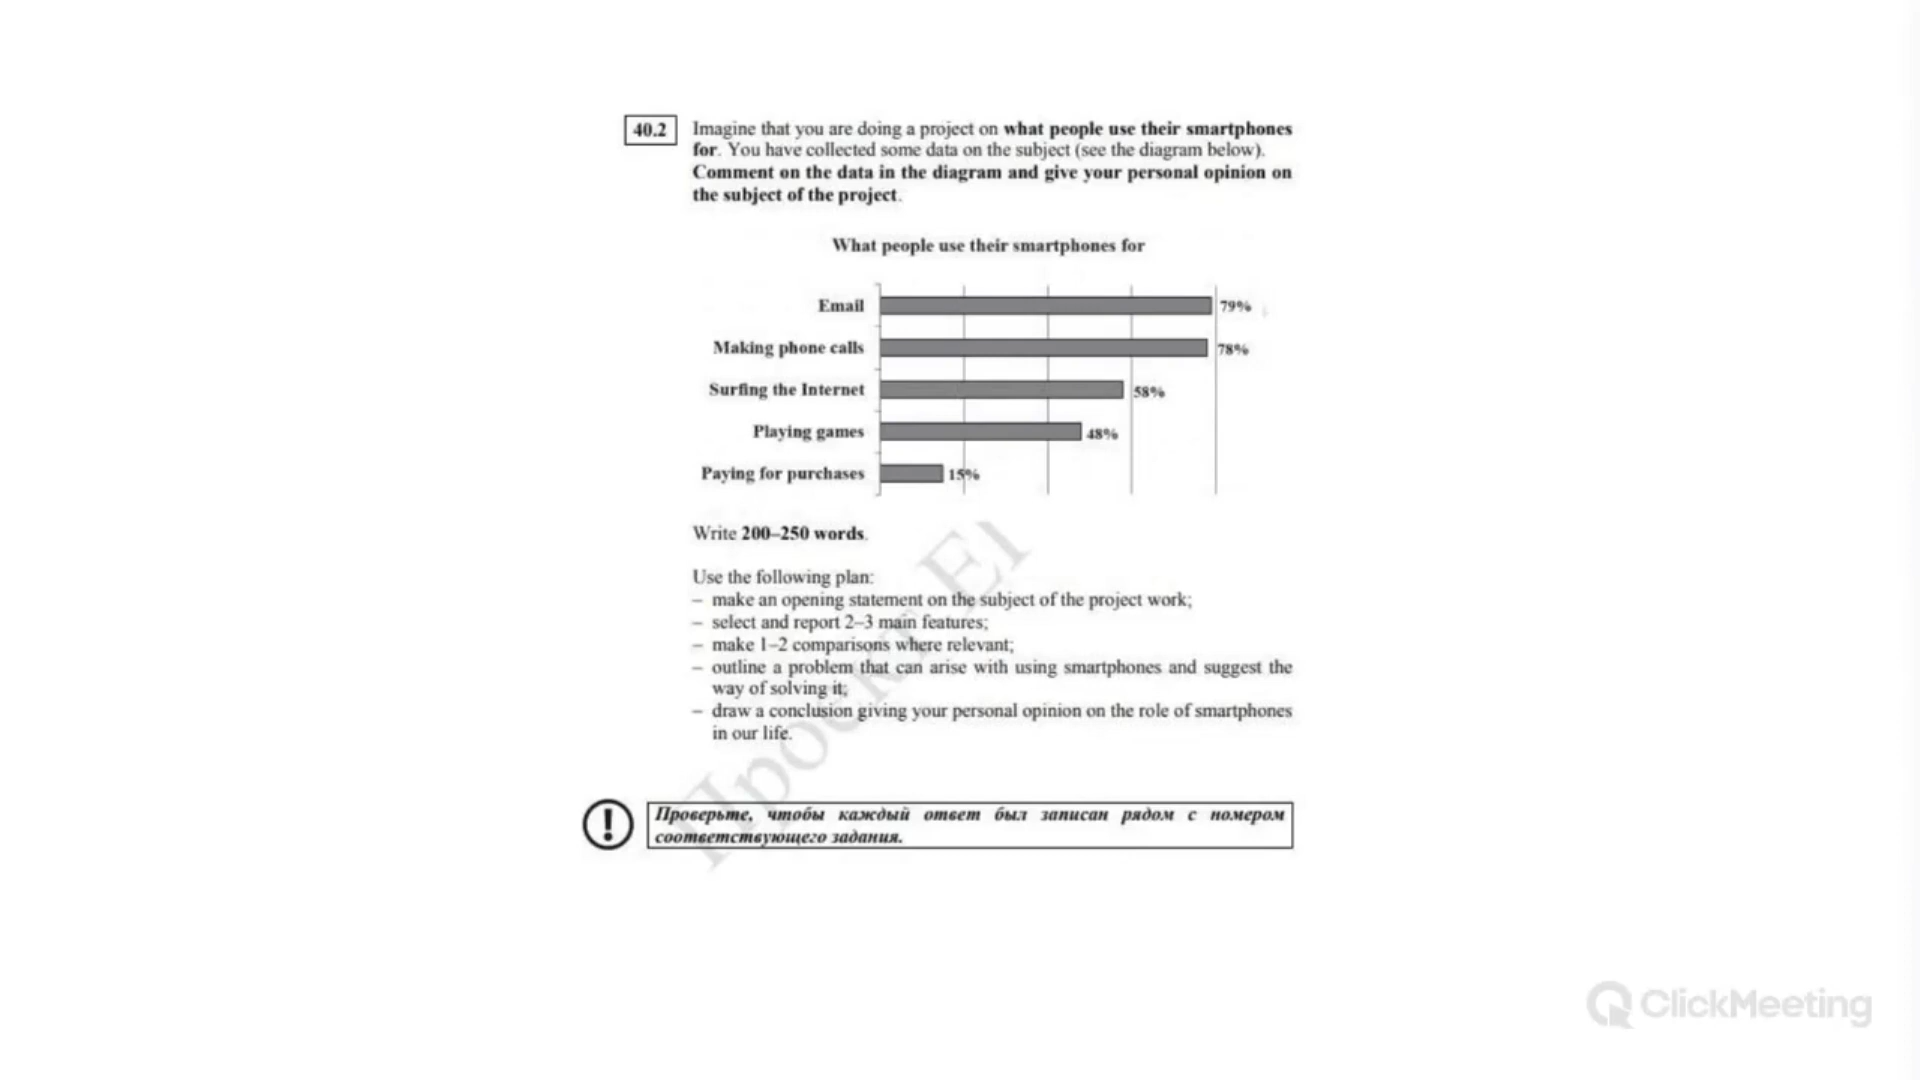 40.2 Imagine that you are doing a project on what people use their smartphones
for. You have collected some data on the subject (see the diagram below).
Comment on the data in the diagram and give your personal opinion on
the subject of the project.
What people use their smartphones for
Email 79%
Making phone calls 78%
Surfing the Internet 58%
Playing games 48%
Paying for purchases 15%
Write 200–250 words.
Use the following plan:
– make an opening statement on the subject of the project work;
– select and report 2–3 main features;
– make 1–2 comparisons where relevant;
– outline a problem that can arise with using smartphones and suggest the
way of solving it;
– draw a conclusion giving your personal opinion on the role of smartphones
in our life.
Проект ЕГ
! Проверьте, чтобы каждый ответ был записан рядом с номером
соответствующего задания.
ClickMeeting